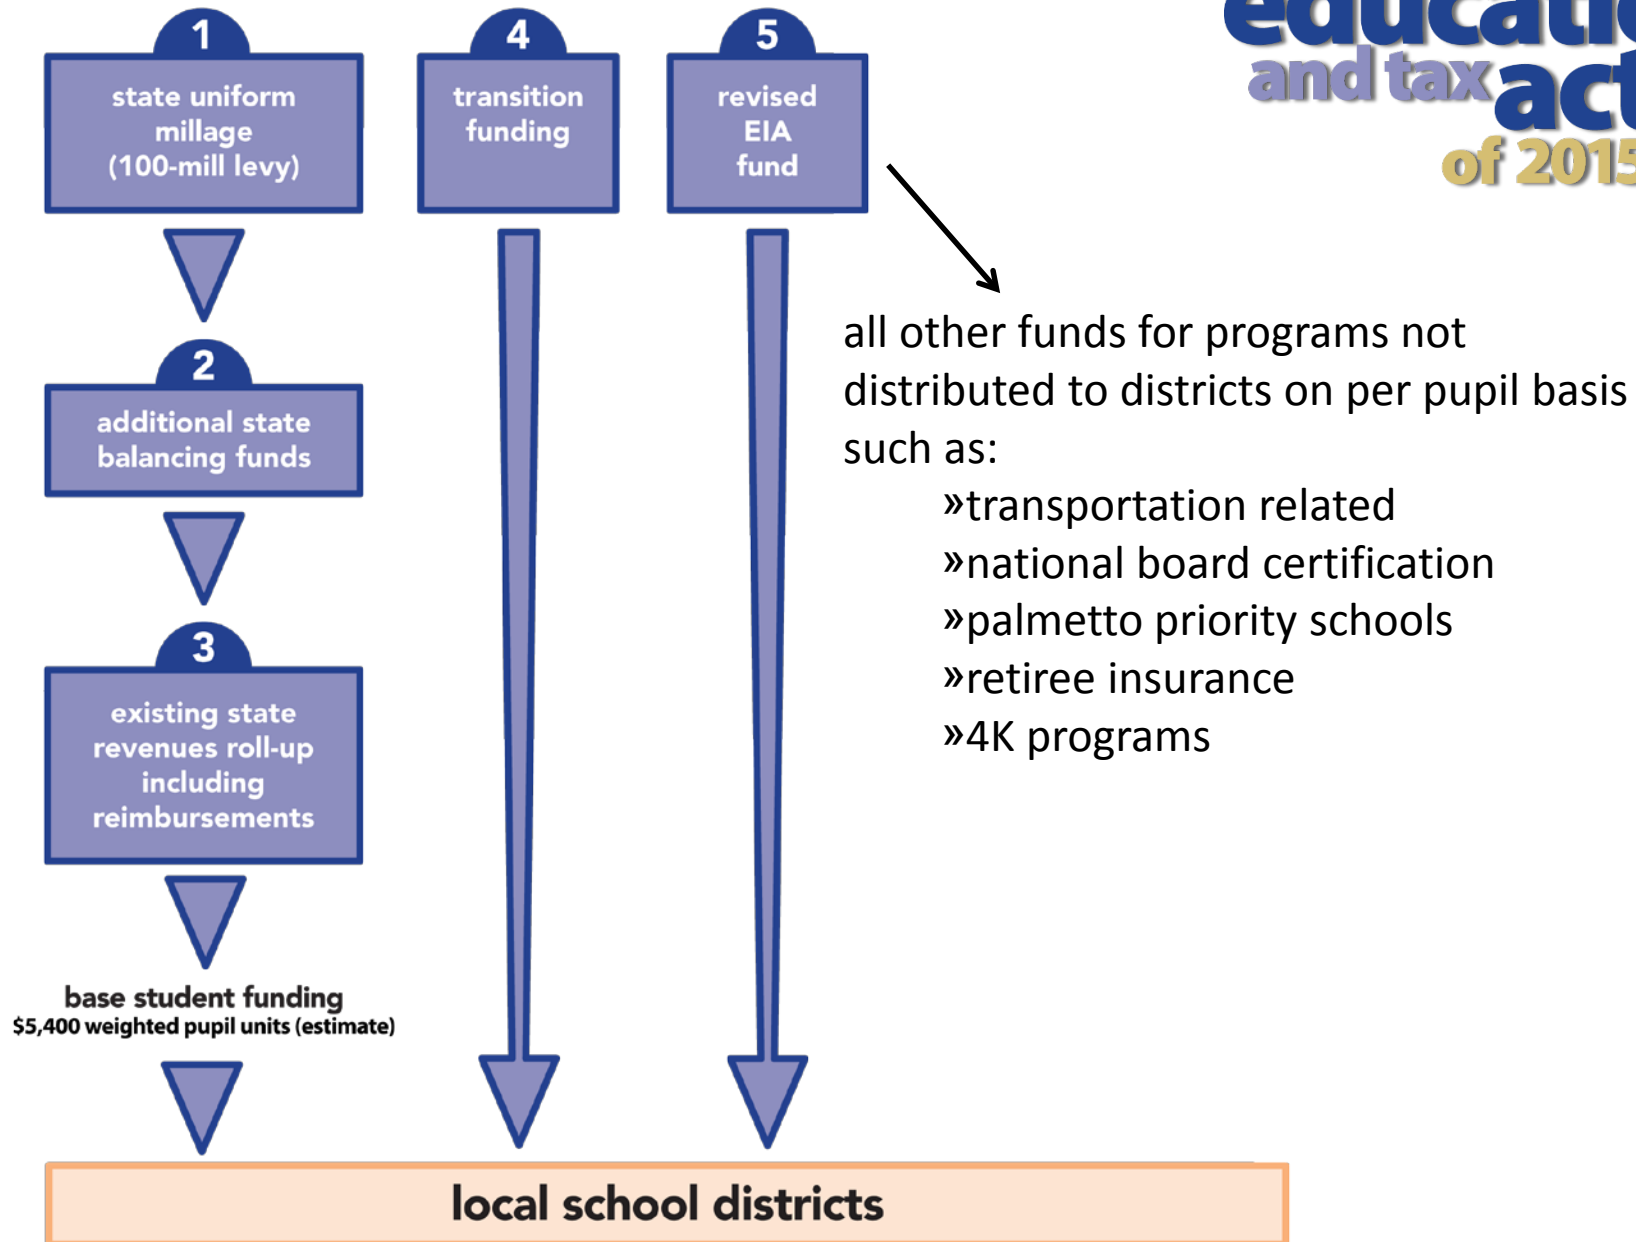 1
state uniform
millage
(100-mill levy)
4
transition
funding
5
revised
EIA
fund
and tax
act
of 2015
2
additional state
balancing funds
3
existing state
revenues roll-up
including
reimbursements
base student funding
$5,400 weighted pupil units (estimate)
all other funds for programs not
distributed to districts on per pupil basis
such as:
»transportation related
»national board certification
»palmetto priority schools
»retiree insurance
»4K programs
local school districts